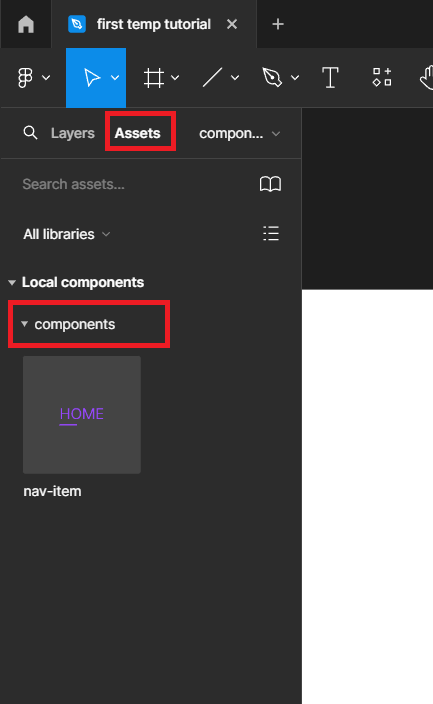 first temp tutorial
Layers Assets compon...
Search assets...
All libraries
Local components
components
HOME
nav-item